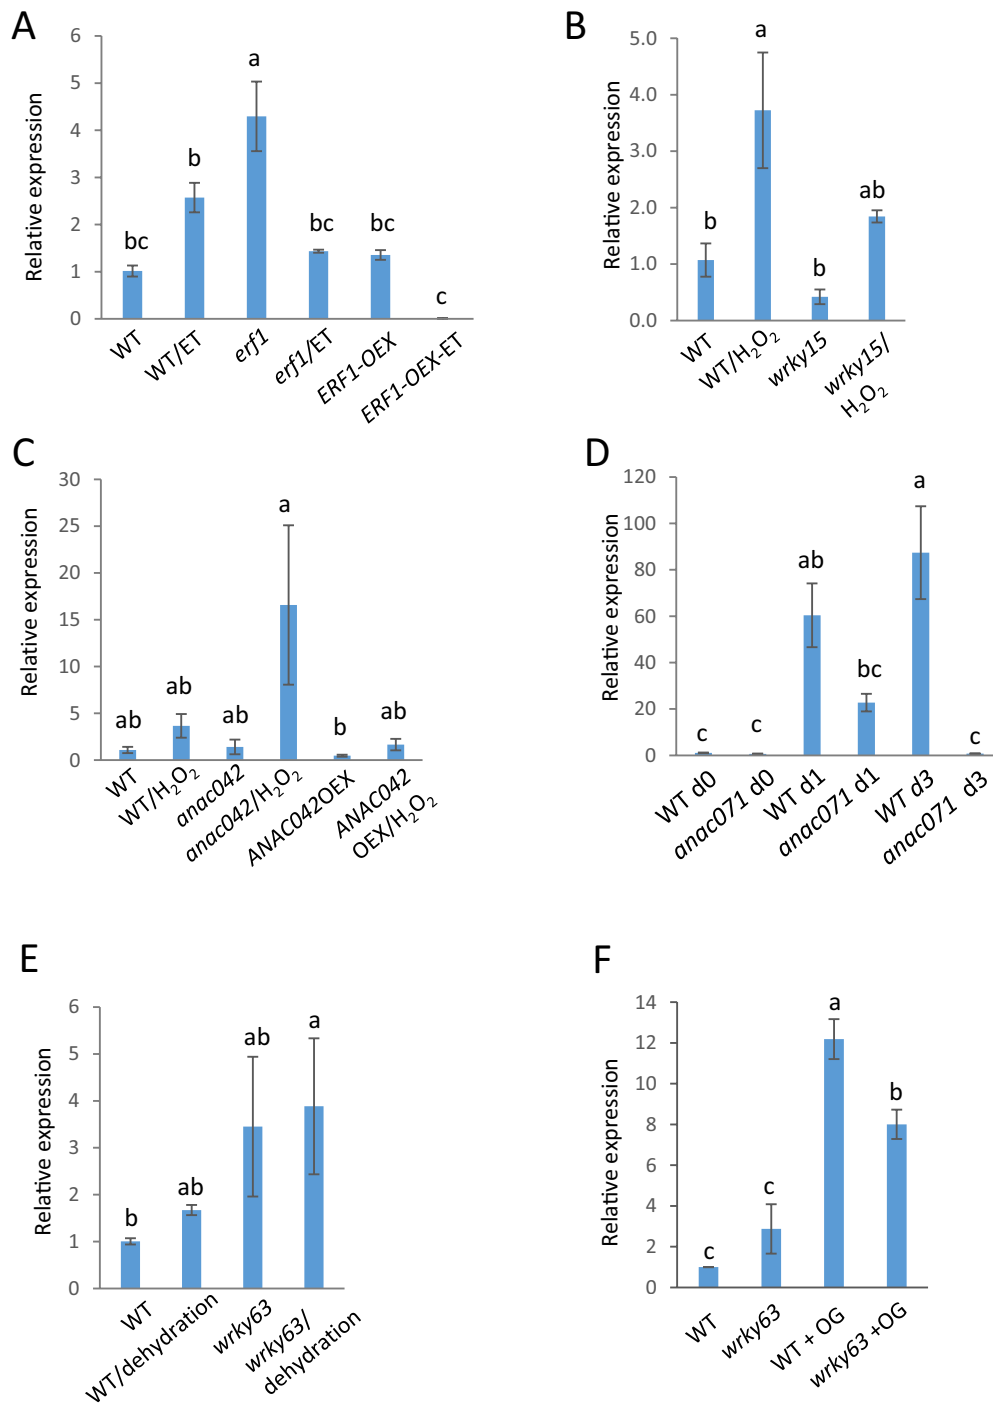 A
Relative expression
6
5
4
3
2
1
0
bc
b
a
bc
bc
c
WT
WT/ET
erf1
erf1/ET
ERF1-OEX
ERF1-OEX-ET
B
Relative expression
5.0
4.0
3.0
2.0
1.0
0.0
b
a
b
ab
WT
WT/H₂O₂
wrky15
wrky15/
H₂O₂
C
Relative expression
30
25
20
15
10
5
0
ab
ab
ab
a
b
ab
WT
WT/H₂O₂
anac042
anac042/H₂O₂
ANAC042OEX
ANAC042
OEX/H₂O₂
D
Relative expression
120
100
80
60
40
20
0
c
c
ab
bc
a
c
WT d0
anac071 d0
WT d1
anac071 d1
WT d3
anac071 d3
E
Relative expression
6
5
4
3
2
1
0
b
ab
ab
a
WT
WT/dehydration
wrky63
wrky63/
dehydration
F
Relative expression
14
12
10
8
6
4
2
0
c
c
a
b
WT
wrky63
WT + OG
wrky63 +OG